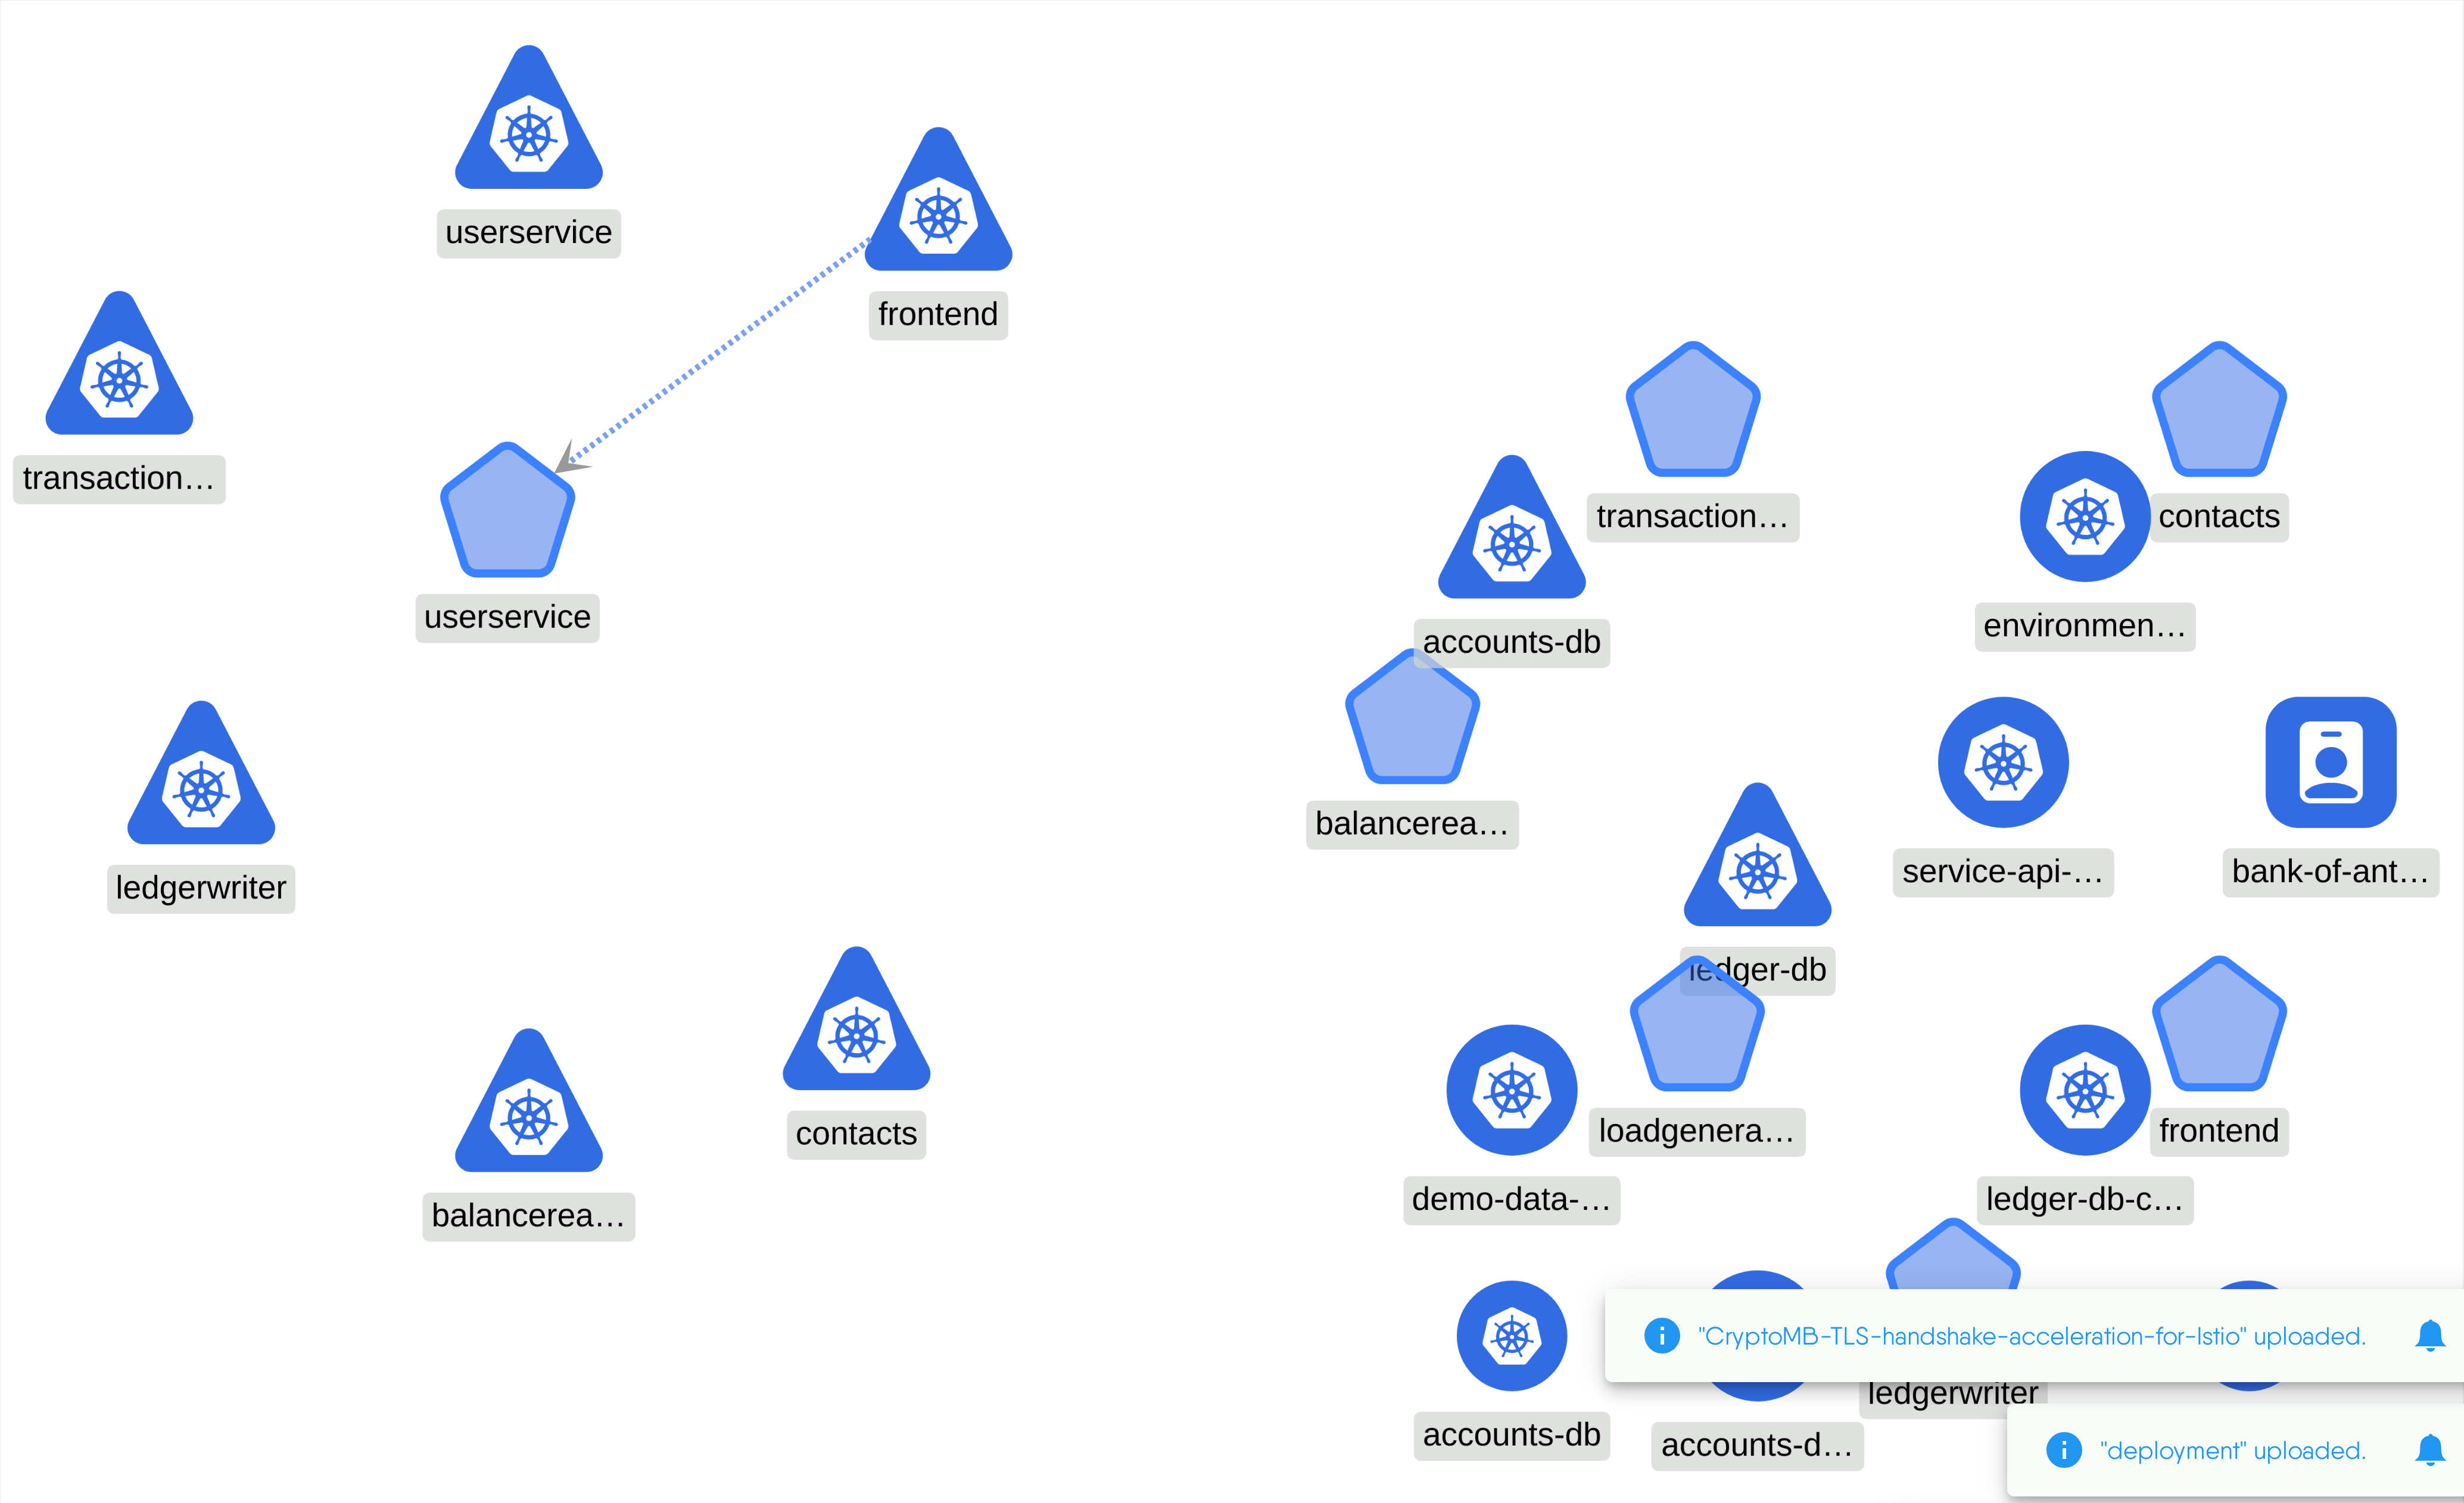 userservice
frontend
transaction…
userservice
transaction…
contacts
accounts-db
environmen…
balancerea…
service-api-…
bank-of-ant…
ledgerwriter
ledger-db
contacts
loadgenera…
frontend
demo-data-…
ledger-db-c…
balancerea…
"CryptoMB-TLS-handshake-acceleration-for-Istio" uploaded.
ledgerwriter
accounts-db
accounts-d…
"deployment" uploaded.